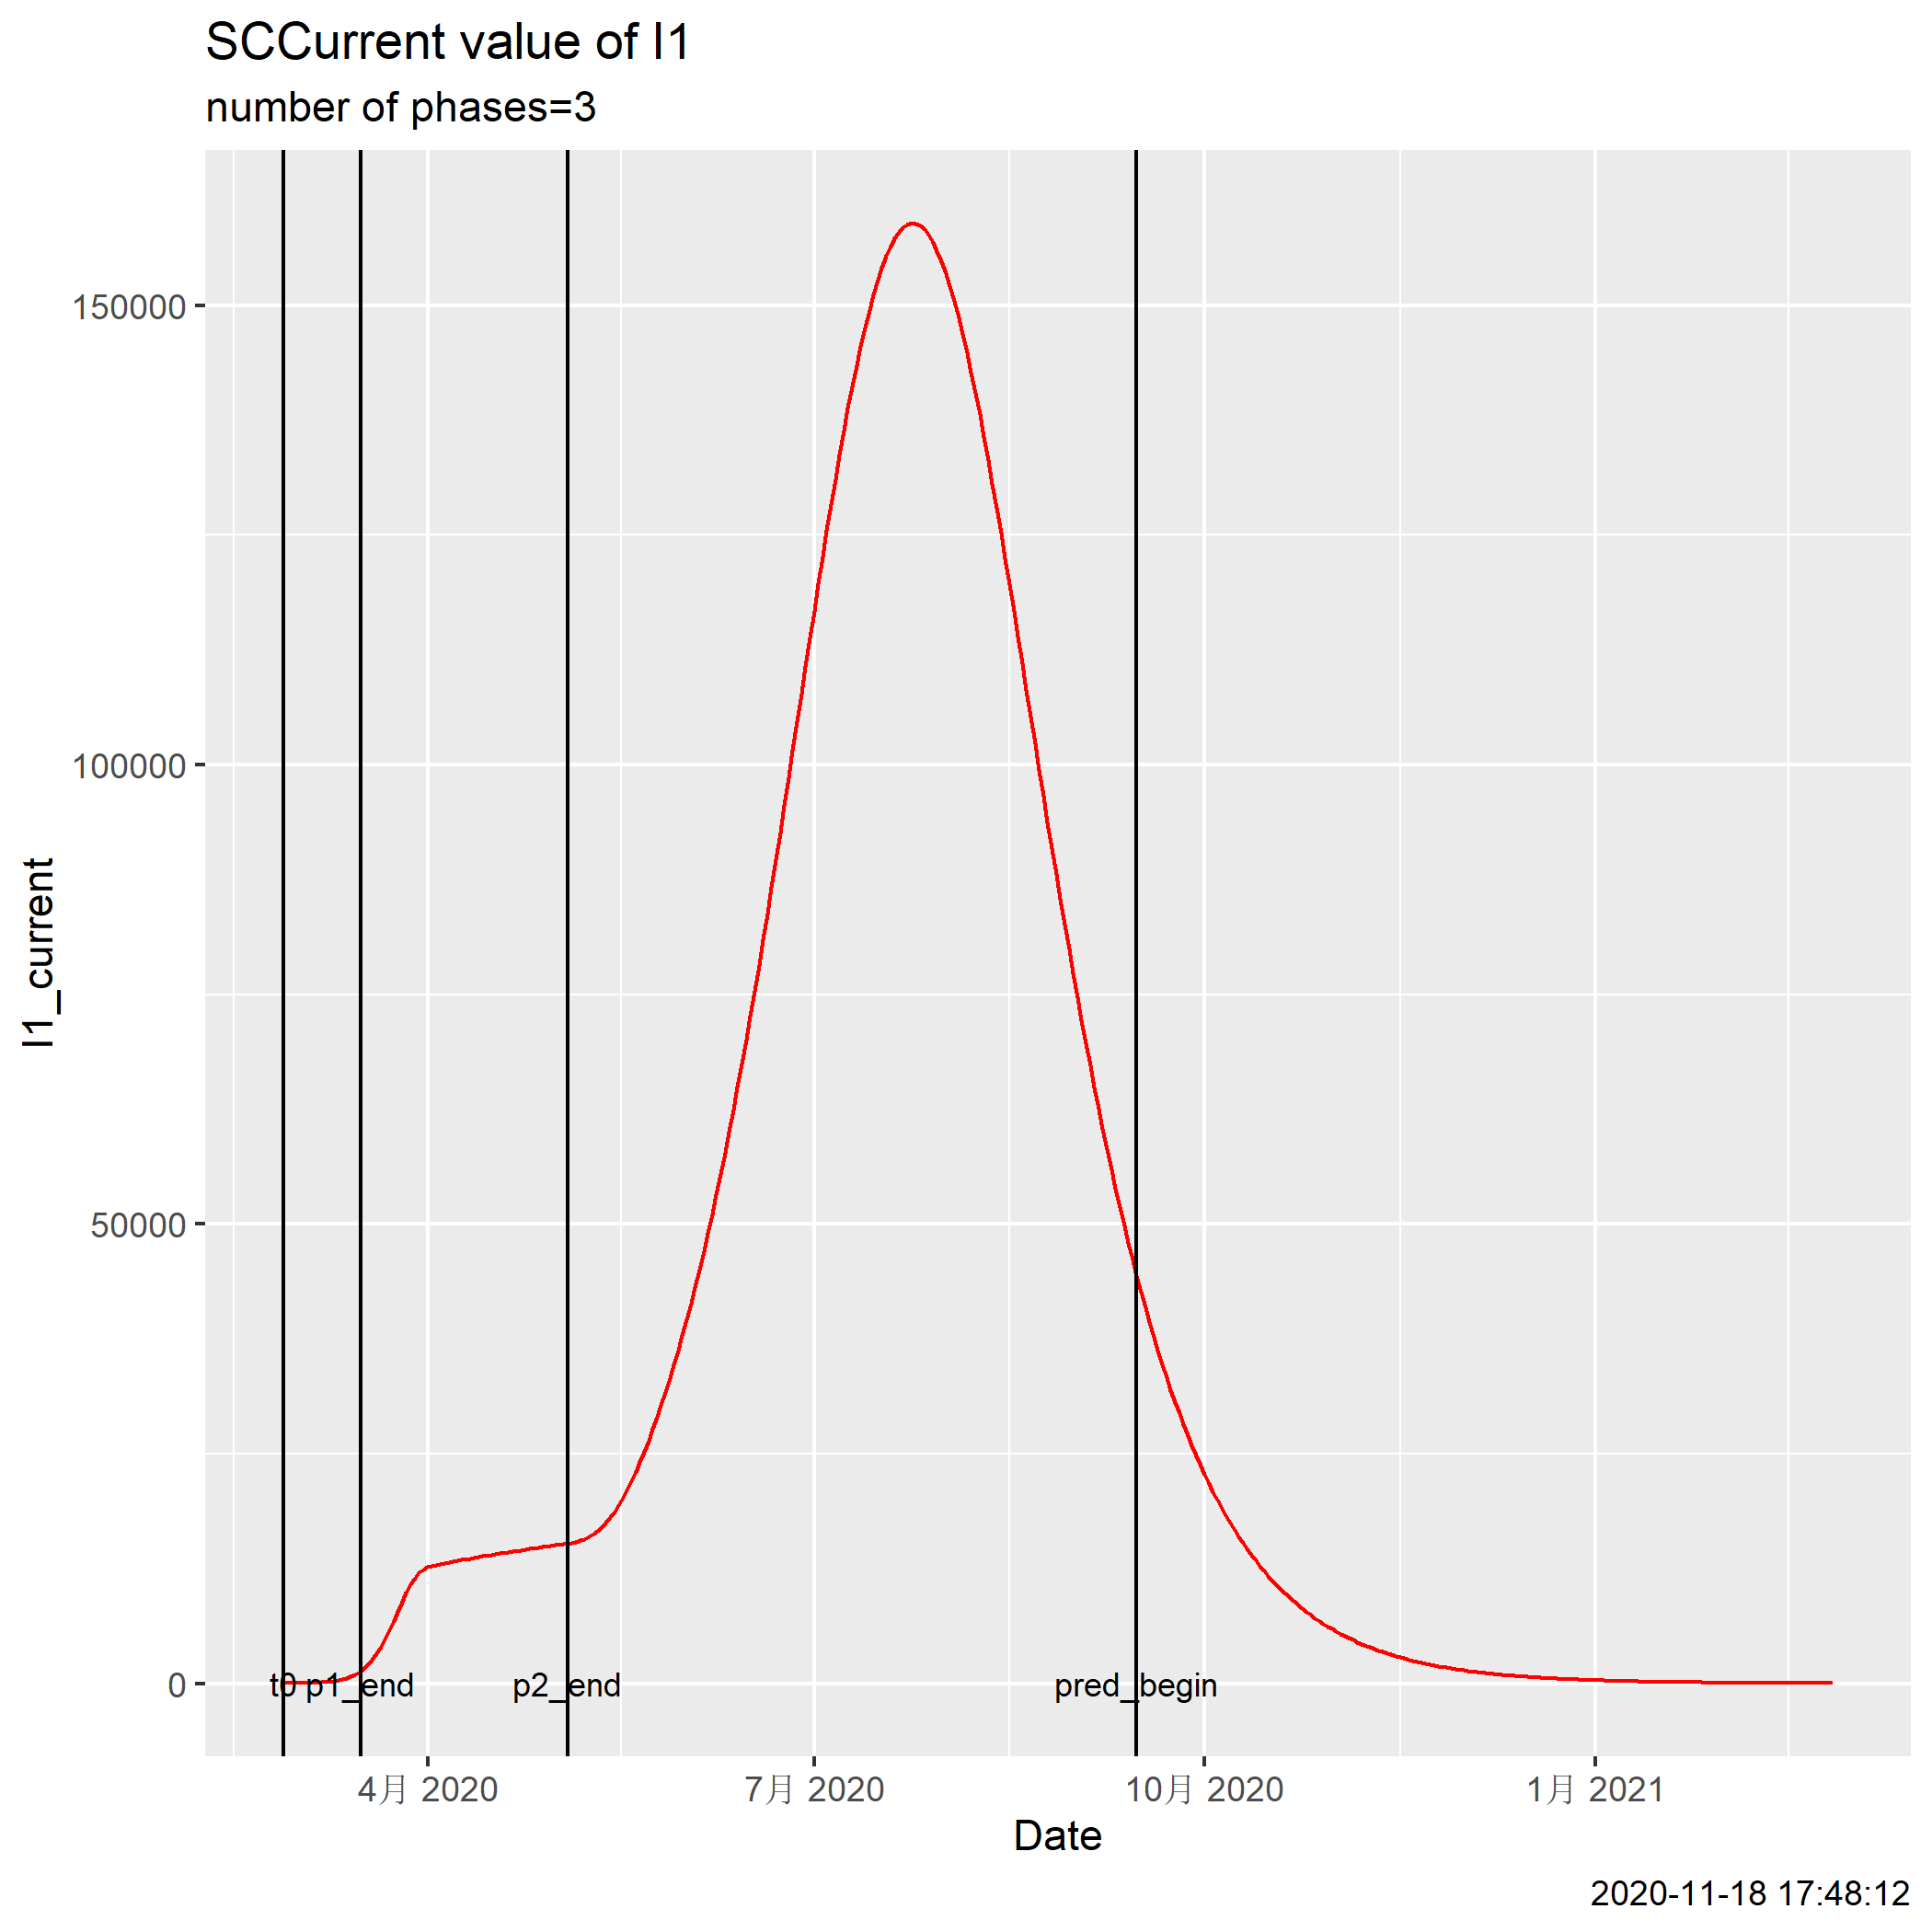 SCCurrent value of I1
number of phases=3
I1_current
150000
100000
50000
0
t0 p1_end p2_end pred_begin
4月 2020 7月 2020 10月 2020 1月 2021
Date
2020-11-18 17:48:12